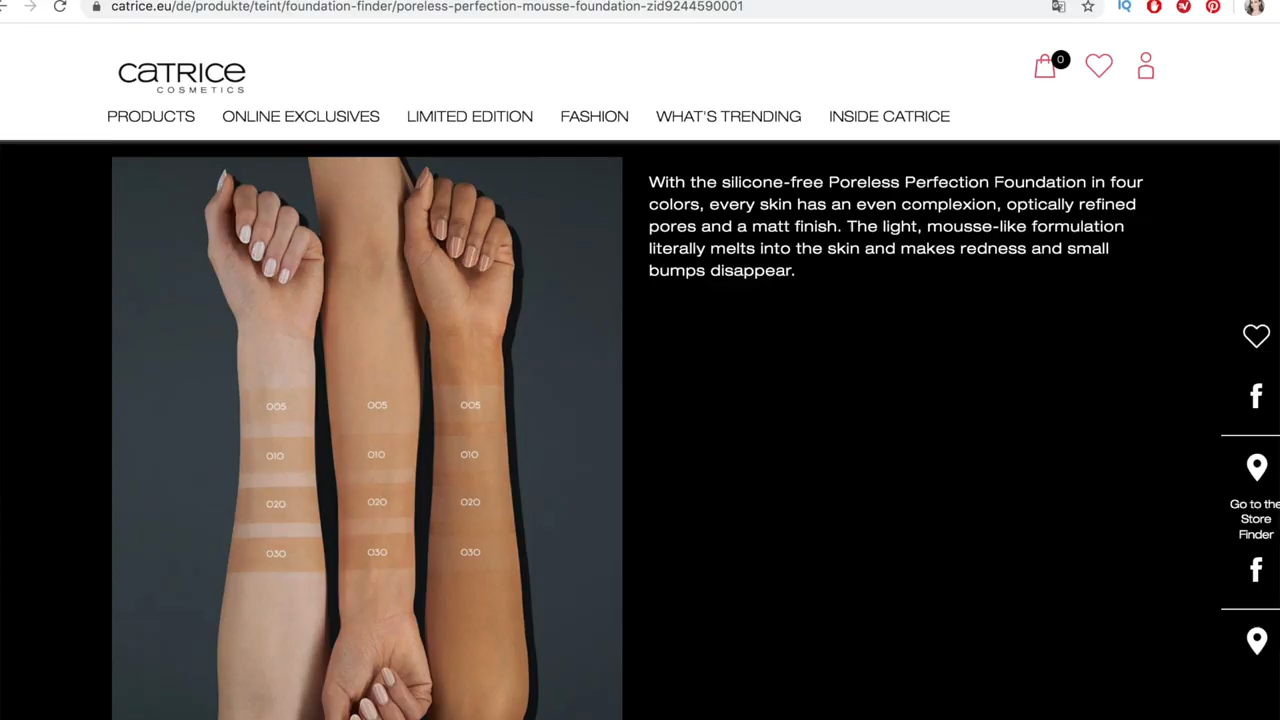 catrice.eu/de/produkte/teint/foundation-finder/poreless-perfection-mousse-foundation-zid9244590001
IQ
CATRICE
COSMETICS
0
PRODUCTS ONLINE EXCLUSIVES LIMITED EDITION FASHION WHAT'S TRENDING INSIDE CATRICE
With the silicone-free Poreless Perfection Foundation in four
colors, every skin has an even complexion, optically refined
pores and a matt finish. The light, mousse-like formulation
literally melts into the skin and makes redness and small
bumps disappear.
005 005 005
010 010 010
020 020 020
030 030 030
Go to the
Store
Finder